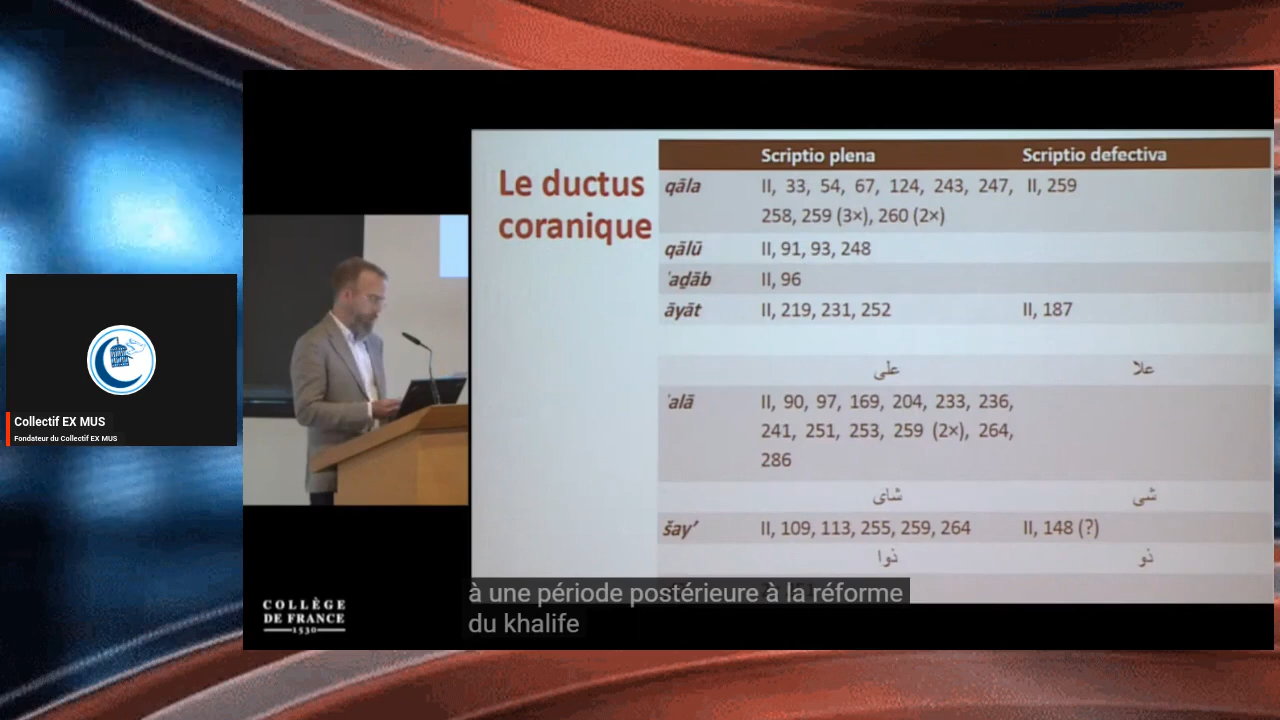 Scriptio plena Scriptio defectiva
Le ductus
coranique
qāla II, 33, 54, 67, 124, 243, 247, II, 259
258, 259 (3×), 260 (2×)
qālū II, 91, 93, 248
ʿaḏāb II, 96
āyāt II, 219, 231, 252 II, 187
على علا
ʿalā II, 90, 97, 169, 204, 233, 236,
241, 251, 253, 259 (2×), 264,
286
شاى شى
šayʾ II, 109, 113, 255, 259, 264 II, 148 (?)
ذوا ذو
à une période postérieure à la réforme
du khalife
COLLÈGE
DE FRANCE
1530
Collectif EX MUS
Fondateur du Collectif EX MUS